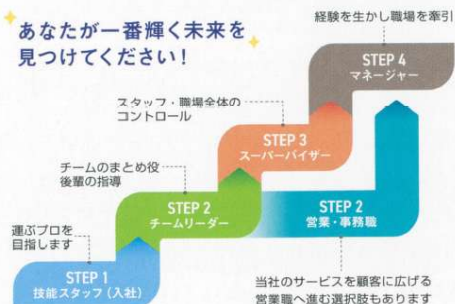 あなたが一番輝く未来を
見つけてください！
経験を生かし職場を牽引
STEP 4
マネージャー
スタッフ・職場全体の
コントロール
STEP 3
スーパーバイザー
チームのまとめ役
後輩の指導
STEP 2
チームリーダー
STEP 2
営業・事務職
運ぶプロを
目指します
STEP 1
技能スタッフ（入社）
当社のサービスを顧客に広げる
営業職へ進む選択肢もあります